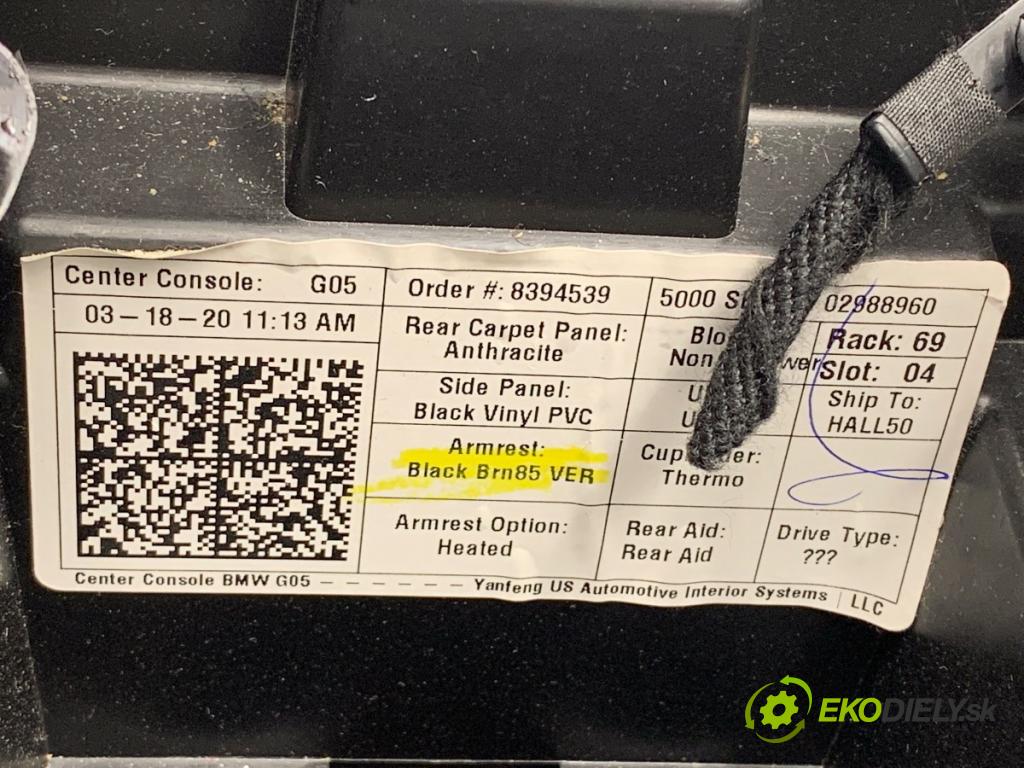 Center Console: G05
03-18-20 11:13 AM
Order #: 8394539
Rear Carpet Panel:
Anthracite
Side Panel:
Black Vinyl PVC
Armrest:
Black Brn85 VER
Armrest Option:
Heated
5000
Thermo
Rear Aid:
Rear Aid
02988960
Rack: 69
Slot: 04
Ship To:
HALL50
Drive Type:
???
Center Console BMW G05 - - - - - - - Yanfeng US Automotive Interior Systems | LLC
EKODIELY.sk